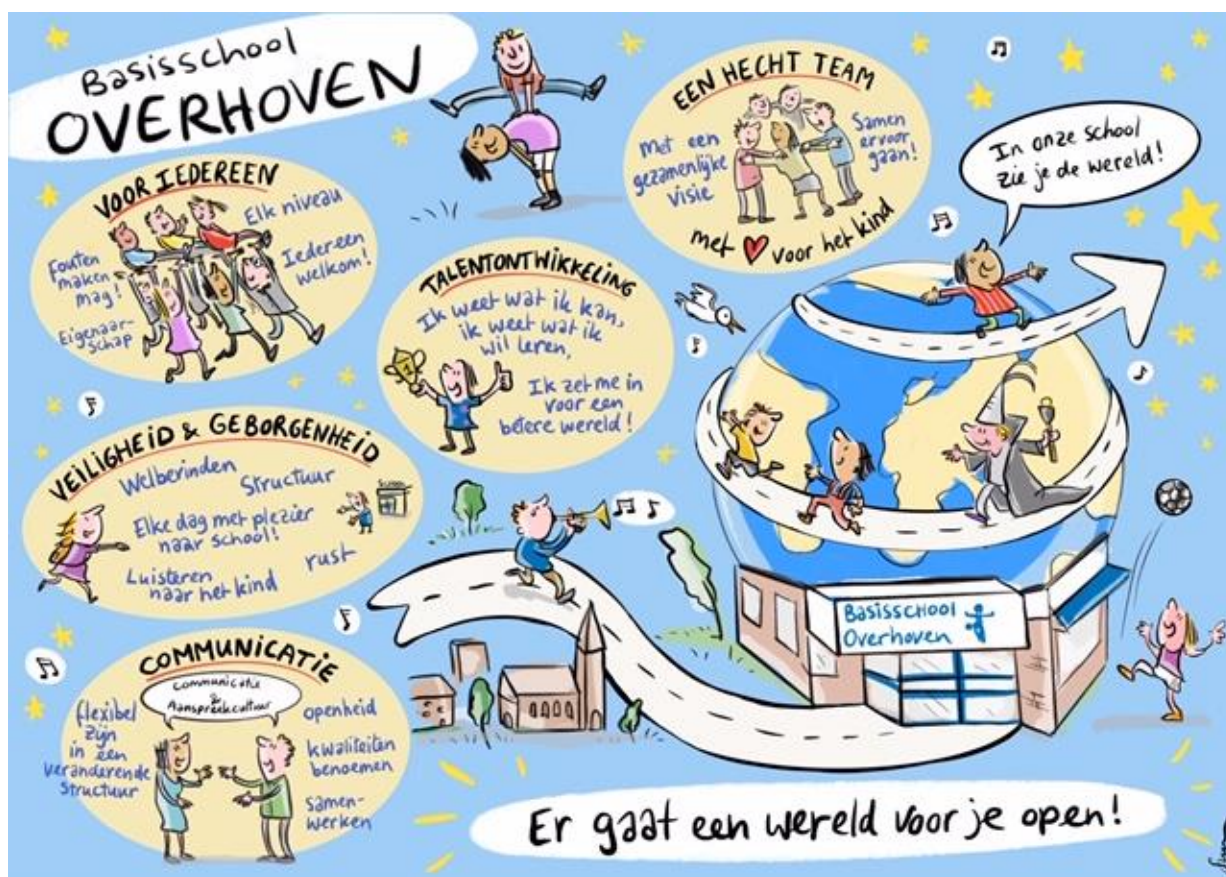 Basisschool
OVERHOVEN
VOOR IEDEREEN
Elk niveau
Fouten
maken
mag!
Iedereen
welkom!
Eigenaar-
schap
EEN HECHT TEAM
Met een
gezamenlijke
visie
Samen
ervoor
gaan!
met voor het kind
In onze school
zie je de wereld!
TALENTONTWIKKELING
Ik weet wat ik kan,
ik weet wat ik
wil leren,
Ik zet me in
voor een
betere wereld!
VEILIGHEID & GEBORGENHEID
Welbevinden
Structuur
School
Elke dag met plezier
naar school!
Luisteren
naar het kind
rust
COMMUNICATIE
Communicatie
&
Aanspreekcultuur
flexibel
zijn
in een
veranderende
structuur
openheid
kwaliteiten
benoemen
samen-
werken
Basisschool
Overhoven
Er gaat een wereld voor je open!